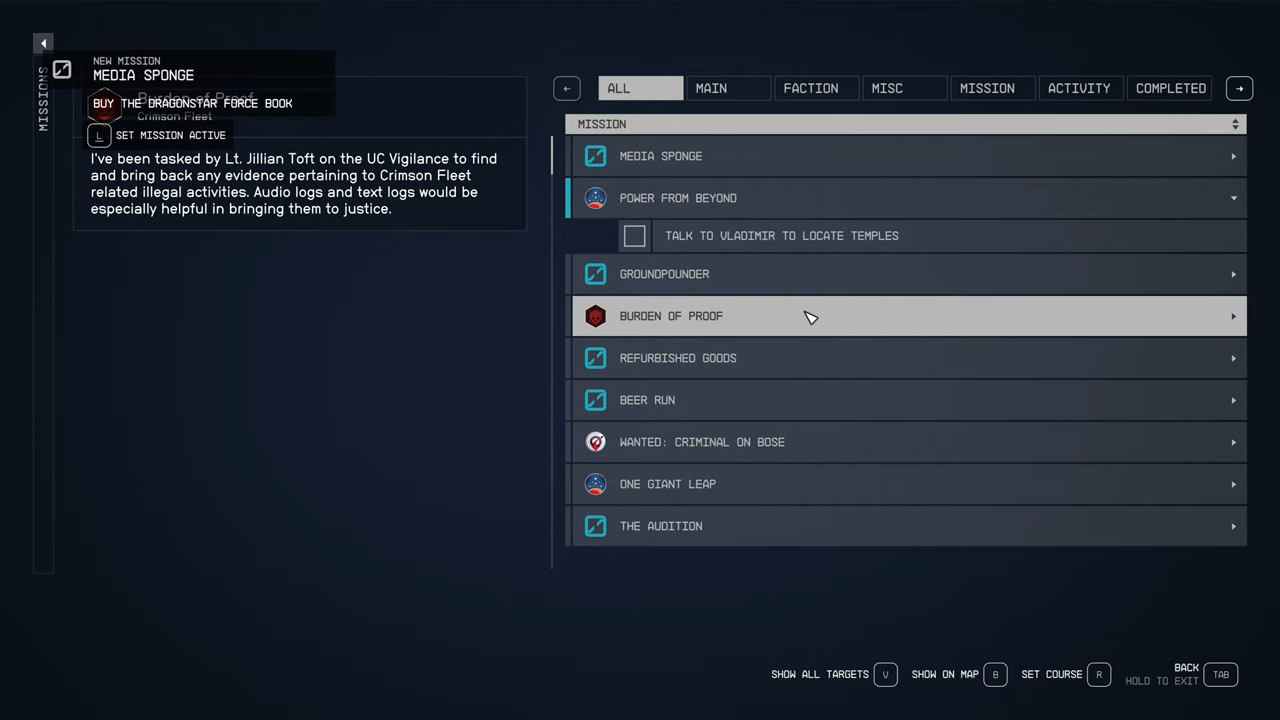 MISSIONS
NEW MISSION
MEDIA SPONGE
Burden of Proof
BUY THE DRAGONSTAR FORCE BOOK
Crimson Fleet
L SET MISSION ACTIVE
I've been tasked by Lt. Jillian Toft on the UC Vigilance to find
and bring back any evidence pertaining to Crimson Fleet
related illegal activities. Audio logs and text logs would be
especially helpful in bringing them to justice.
ALL MAIN FACTION MISC MISSION ACTIVITY COMPLETED
MISSION
MEDIA SPONGE
POWER FROM BEYOND
TALK TO VLADIMIR TO LOCATE TEMPLES
GROUNDPOUNDER
BURDEN OF PROOF
REFURBISHED GOODS
BEER RUN
WANTED: CRIMINAL ON BOSE
ONE GIANT LEAP
THE AUDITION
SHOW ALL TARGETS V SHOW ON MAP B SET COURSE R BACK TAB
HOLD TO EXIT